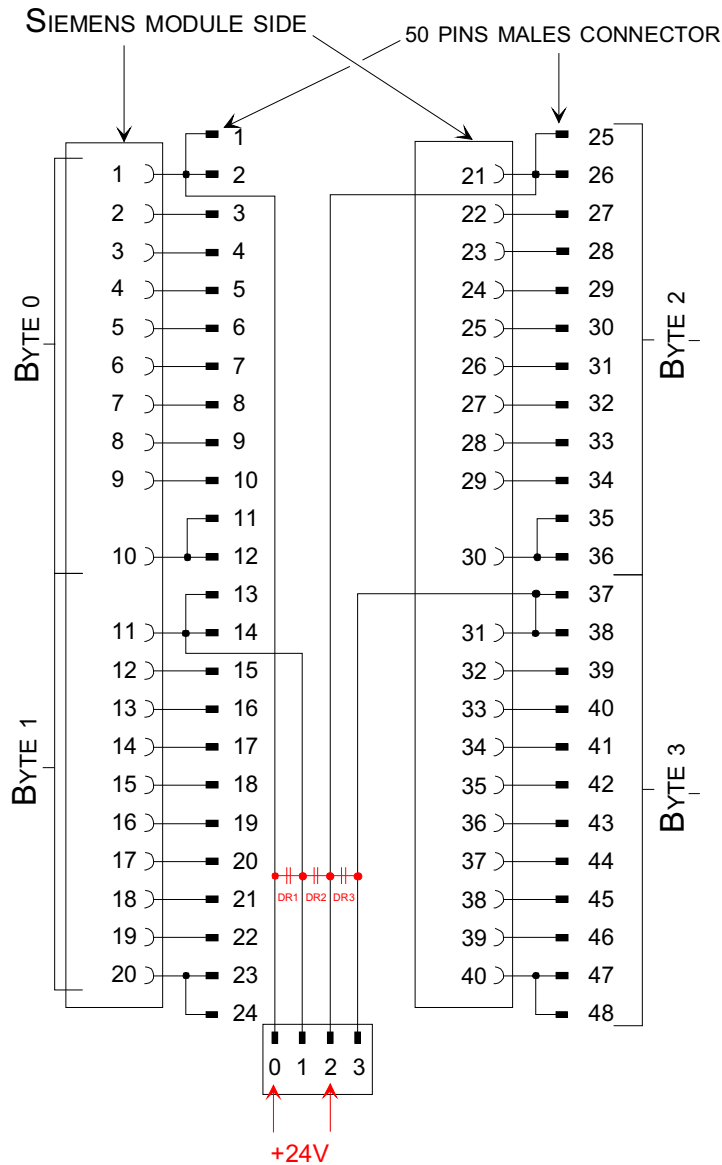 SIEMENS MODULE SIDE
50 PINS MALES CONNECTOR
1 25
1 2 21 26
2 3 22 27
3 4 23 28
4 5 24 29
5 6 25 30
6 7 26 31
7 8 27 32
8 9 28 33
9 10 29 34
11 35
10 12 30 36
13 37
11 14 31 38
12 15 32 39
13 16 33 40
14 17 34 41
15 18 35 42
16 19 36 43
17 20 37 44
18 21 38 45
19 22 39 46
20 23 40 47
24 48
BYTE 0
BYTE 1
BYTE 2
BYTE 3
DR1 DR2 DR3
0 1 2 3
+24V